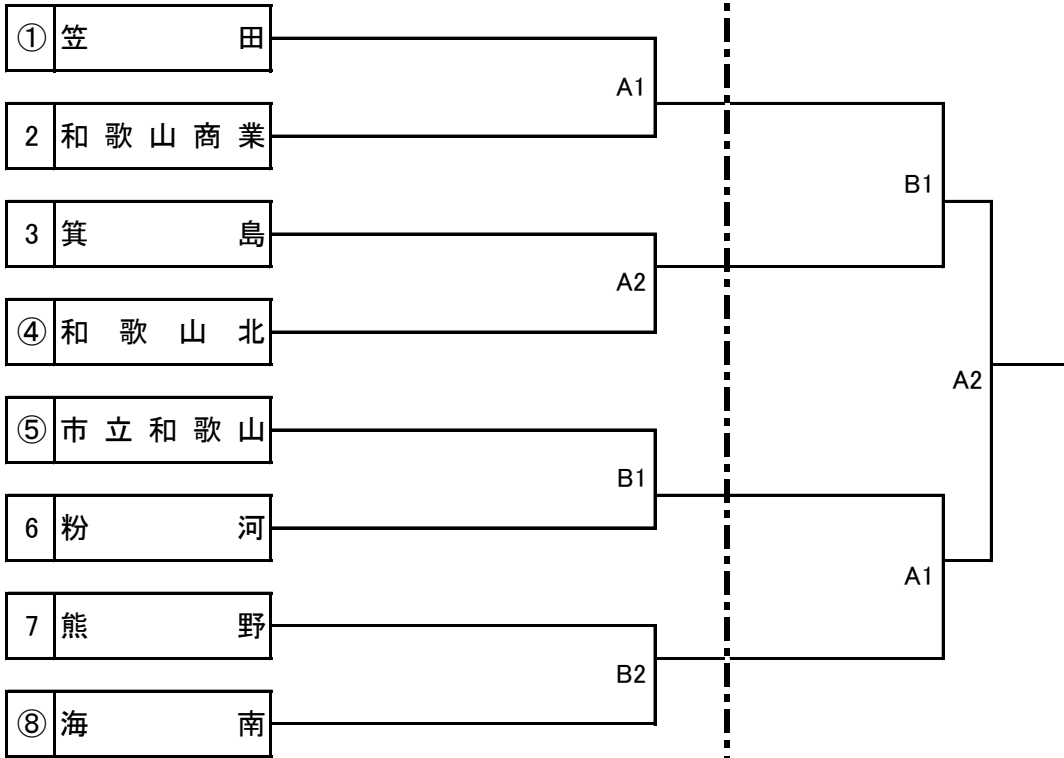 ① 笠田
A1
2 和歌山商業
B1
3 箕島
A2
④ 和歌山北
A2
⑤ 市立和歌山
B1
6 粉河
A1
7 熊野
B2
⑧ 海南